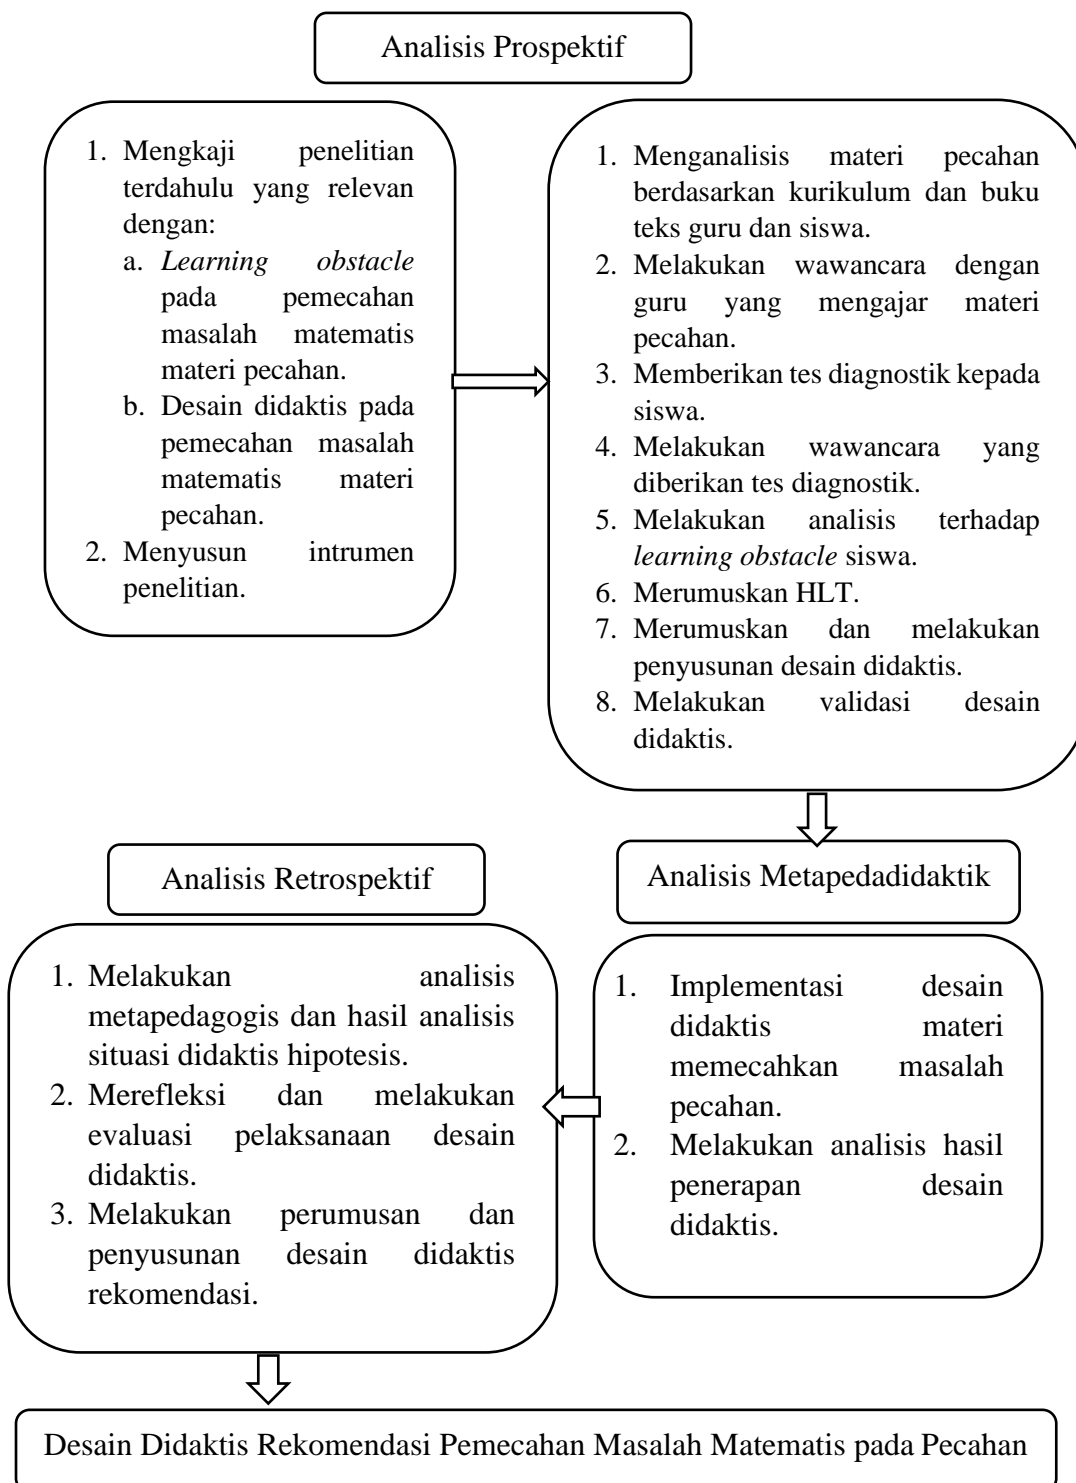 Analisis Prospektif
1. Mengkaji penelitian
terdahulu yang relevan
dengan:
a. Learning obstacle
pada pemecahan
masalah matematis
materi pecahan.
b. Desain didaktis pada
pemecahan masalah
matematis materi
pecahan.
2. Menyusun intrumen
penelitian.
1. Menganalisis materi pecahan
berdasarkan kurikulum dan buku
teks guru dan siswa.
2. Melakukan wawancara dengan
guru yang mengajar materi
pecahan.
3. Memberikan tes diagnostik kepada
siswa.
4. Melakukan wawancara yang
diberikan tes diagnostik.
5. Melakukan analisis terhadap
learning obstacle siswa.
6. Merumuskan HLT.
7. Merumuskan dan melakukan
penyusunan desain didaktis.
8. Melakukan validasi desain
didaktis.
Analisis Metapedadidaktik
1. Implementasi desain
didaktis materi
memecahkan masalah
pecahan.
2. Melakukan analisis hasil
penerapan desain
didaktis.
Analisis Retrospektif
1. Melakukan analisis
metapedagogis dan hasil analisis
situasi didaktis hipotesis.
2. Merefleksi dan melakukan
evaluasi pelaksanaan desain
didaktis.
3. Melakukan perumusan dan
penyusunan desain didaktis
rekomendasi.
Desain Didaktis Rekomendasi Pemecahan Masalah Matematis pada Pecahan